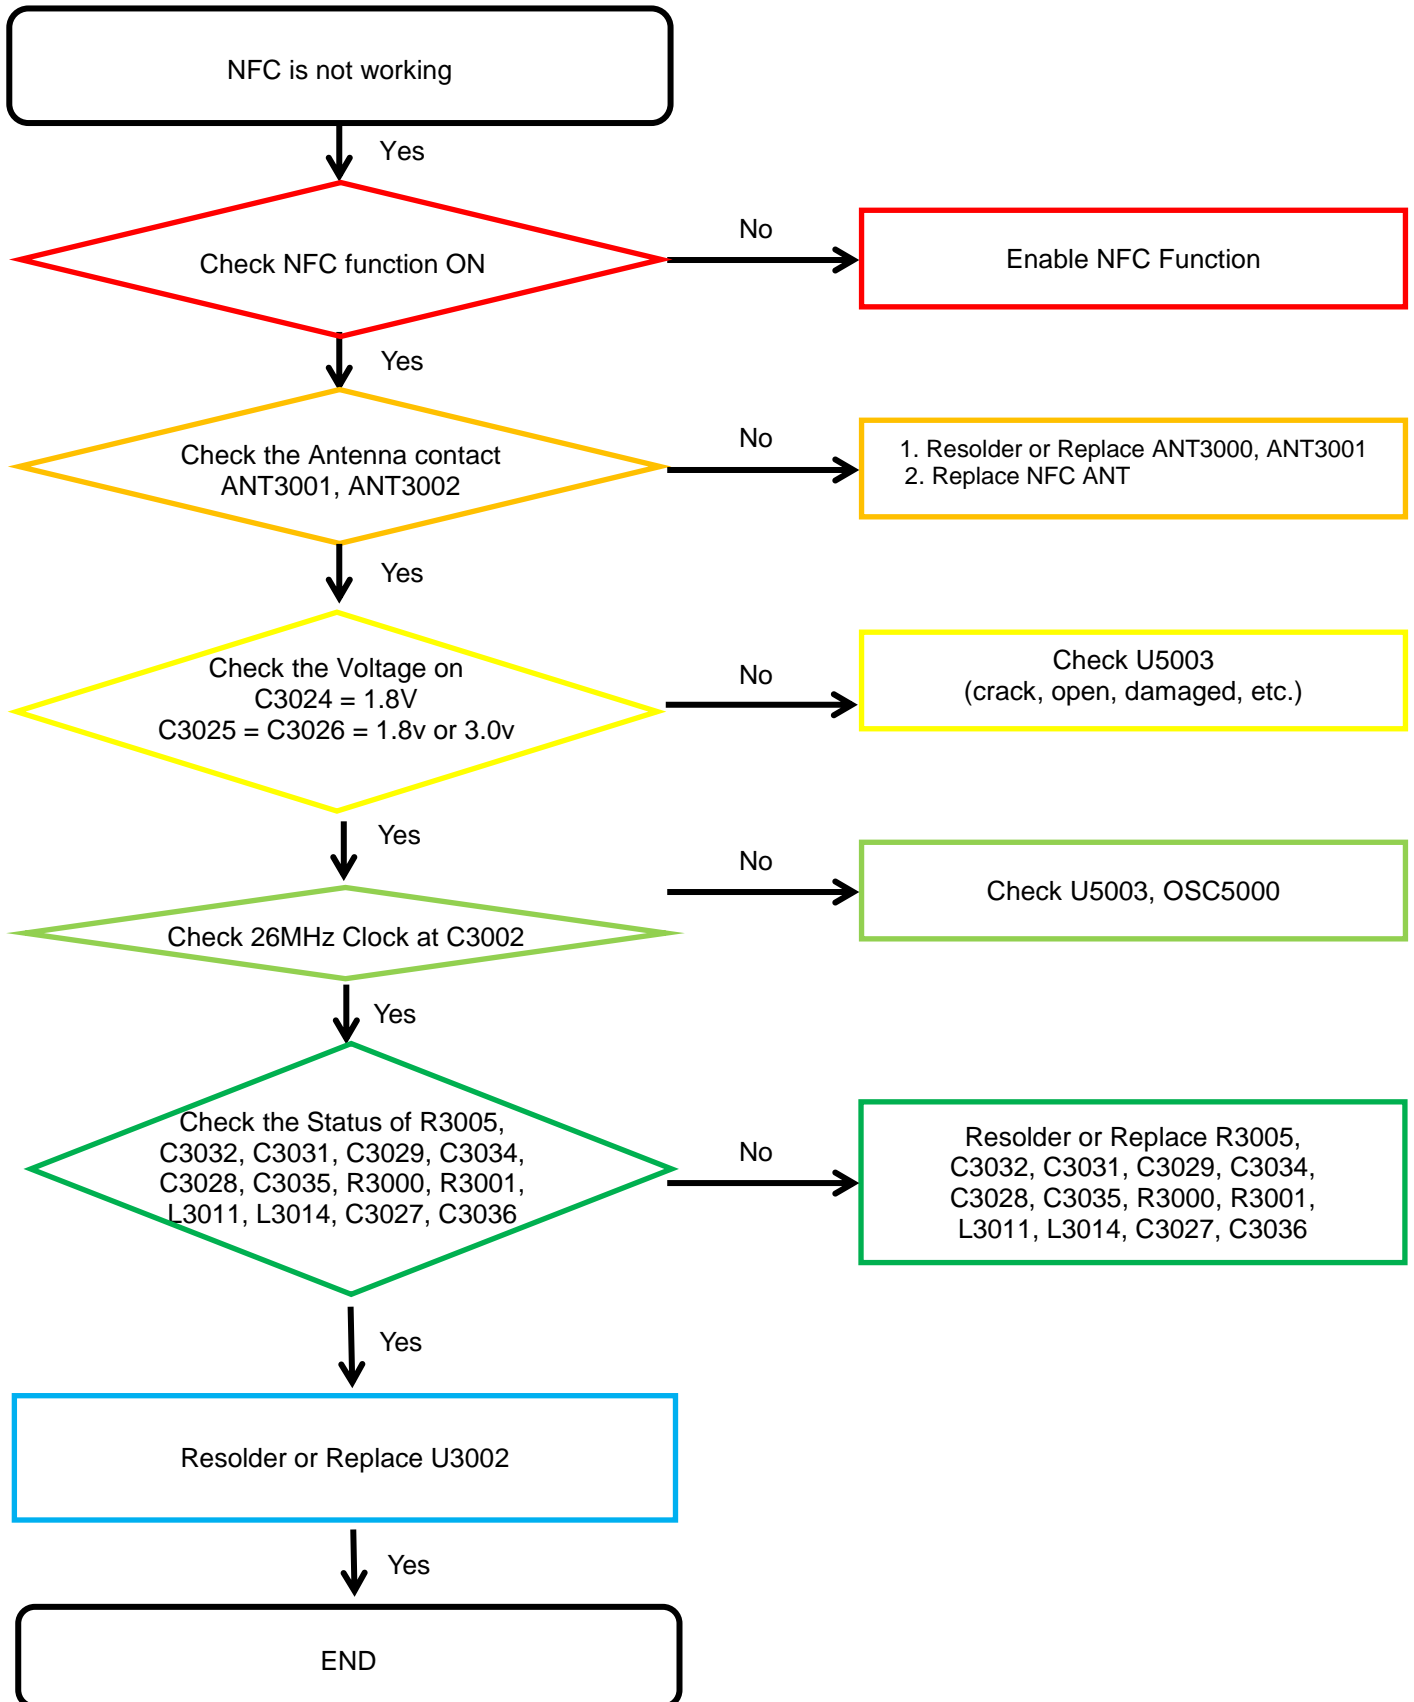 NFC is not working
Yes
Check NFC function ON
No
Enable NFC Function
Yes
Check the Antenna contact
ANT3001, ANT3002
No
1. Resolder or Replace ANT3000, ANT3001
2. Replace NFC ANT
Yes
Check the Voltage on
C3024 = 1.8V
C3025 = C3026 = 1.8v or 3.0v
No
Check U5003
(crack, open, damaged, etc.)
Yes
Check 26MHz Clock at C3002
No
Check U5003, OSC5000
Yes
Check the Status of R3005,
C3032, C3031, C3029, C3034,
C3028, C3035, R3000, R3001,
L3011, L3014, C3027, C3036
No
Resolder or Replace R3005,
C3032, C3031, C3029, C3034,
C3028, C3035, R3000, R3001,
L3011, L3014, C3027, C3036
Yes
Resolder or Replace U3002
Yes
END